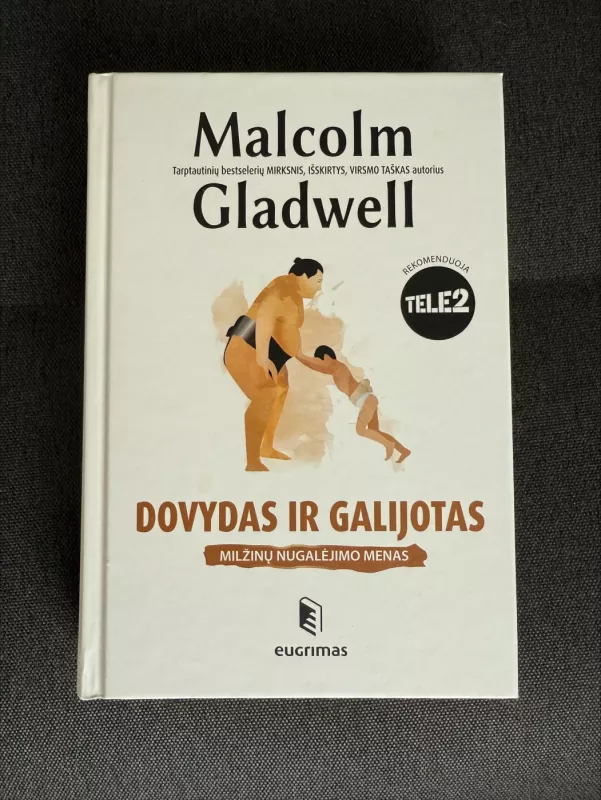 Malcolm
Tarptautinių bestselerių MIRKSNIS, IŠSKIRTYS, VIRSMO TAŠKAS autorius
Gladwell
REKOMENDUOJA
TELE2
DOVYDAS IR GALIJOTAS
MILŽINŲ NUGALĖJIMO MENAS
eugrimas